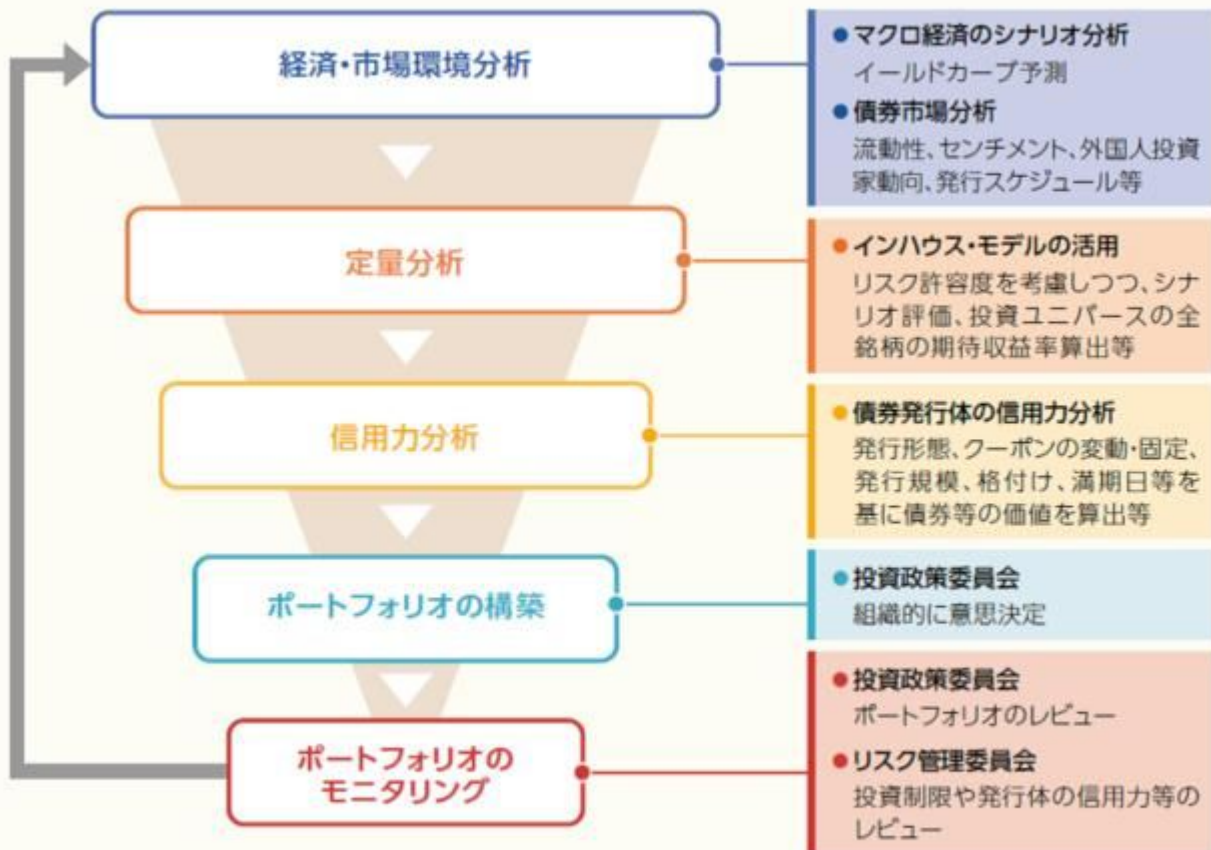 経済・市場環境分析
●マクロ経済のシナリオ分析
イールドカーブ予測
●債券市場分析
流動性、センチメント、外国人投資
家動向、発行スケジュール等
定量分析
●インハウス・モデルの活用
リスク許容度を考慮しつつ、シナ
リオ評価、投資ユニバースの全
銘柄の期待収益率算出等
信用力分析
●債券発行体の信用力分析
発行形態、クーポンの変動・固定、
発行規模、格付け、満期日等を
基に債券等の価値を算出等
ポートフォリオの構築
●投資政策委員会
組織的に意思決定
ポートフォリオの
モニタリング
●投資政策委員会
ポートフォリオのレビュー
●リスク管理委員会
投資制限や発行体の信用力等の
レビュー